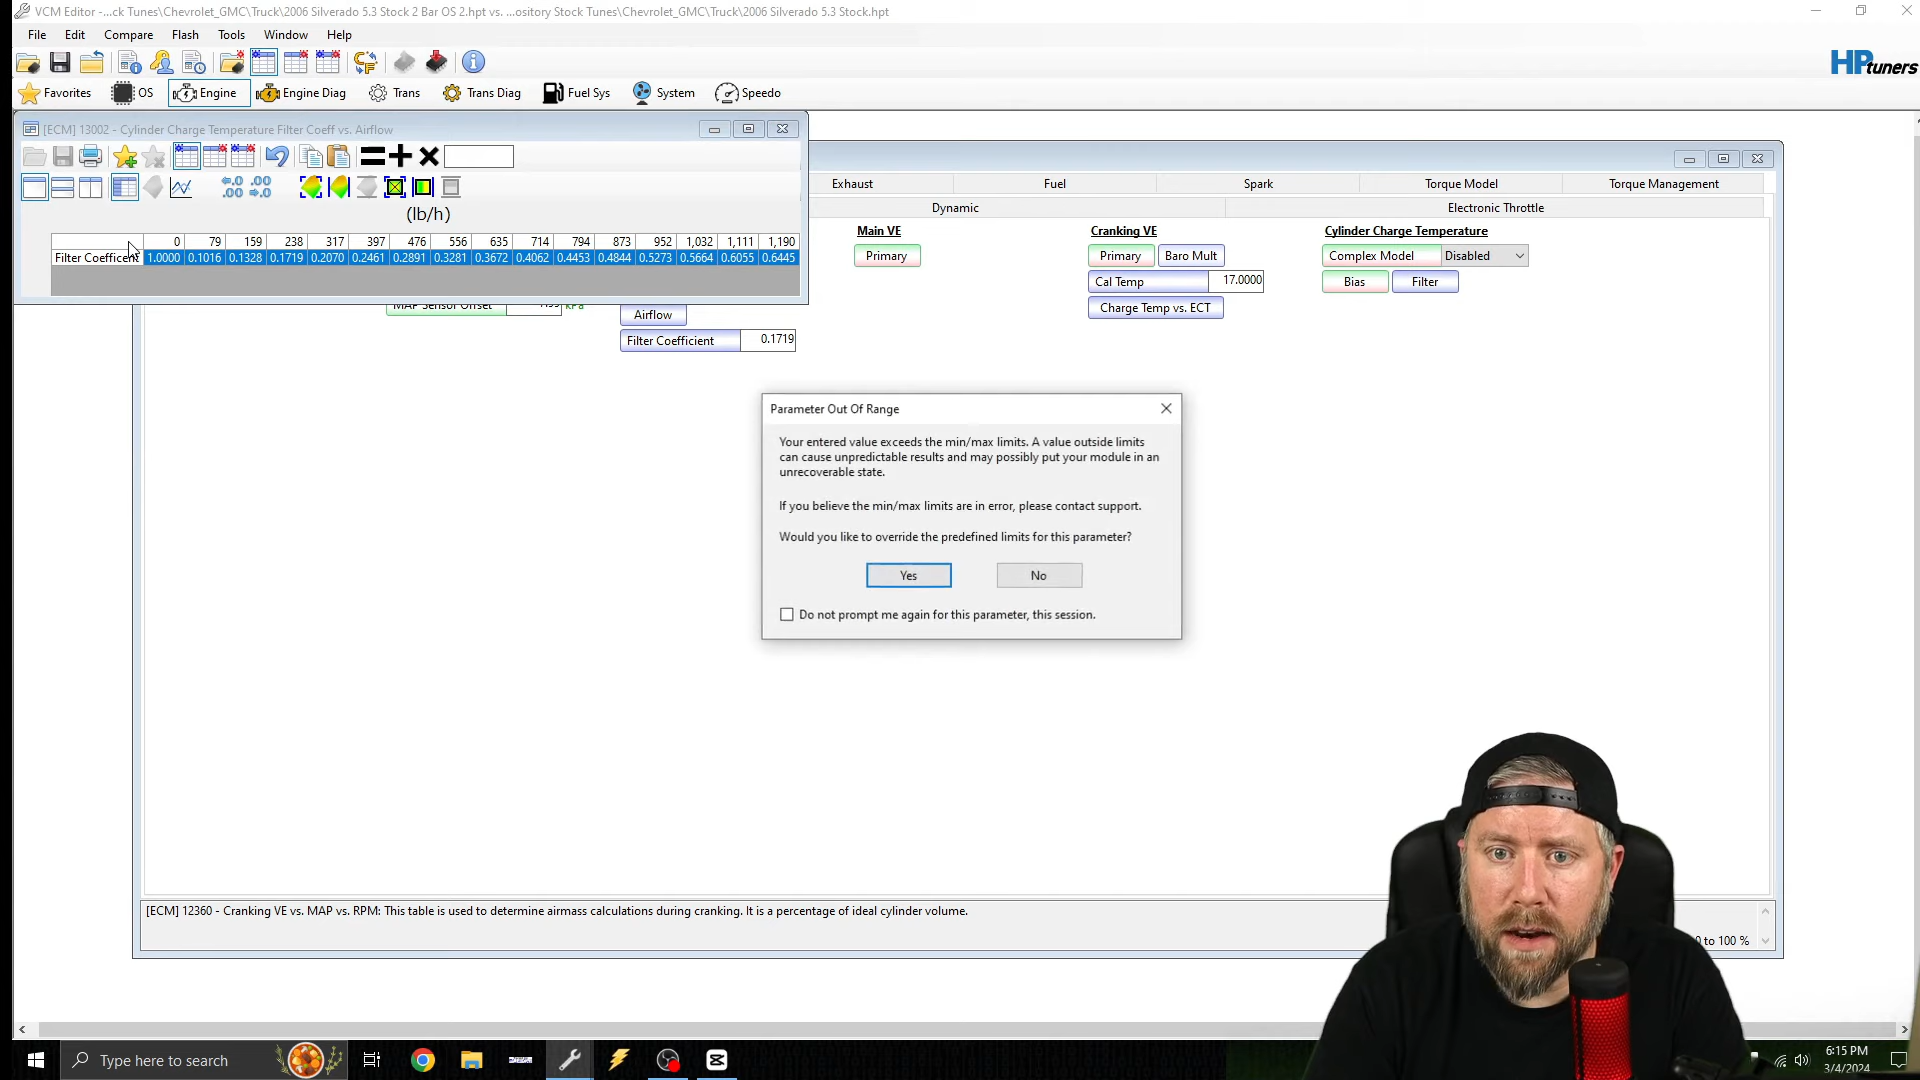 VCM Editor -...ck Tunes\Chevrolet_GMC\Truck\2006 Silverado 5.3 Stock 2 Bar OS 2.hpt vs. ...ository Stock Tunes\Chevrolet_GMC\Truck\2006 Silverado 5.3 Stock.hpt
File Edit Compare Flash Tools Window Help
HP tuners
Favorites OS Engine Engine Diag Trans Trans Diag Fuel Sys System Speedo
[ECM] 13002 - Cylinder Charge Temperature Filter Coeff vs. Airflow
Exhaust Fuel Spark Torque Model Torque Management
Dynamic Electronic Throttle
(lb/h)
0 79 159 238 317 397 476 556 635 714 794 873 952 1,032 1,111 1,190
Filter Coefficient 1.0000 0.1016 0.1328 0.1719 0.2070 0.2461 0.2891 0.3281 0.3672 0.4062 0.4453 0.4844 0.5273 0.5664 0.6055 0.6445
Main VE Cranking VE Cylinder Charge Temperature
Primary Primary Baro Mult Complex Model Disabled
Cal Temp 17.0000 Bias Filter
MAP Sensor Offset kPa
Charge Temp vs. ECT
Airflow
Filter Coefficient 0.1719
Parameter Out Of Range
Your entered value exceeds the min/max limits. A value outside limits
can cause unpredictable results and may possibly put your module in an
unrecoverable state.
If you believe the min/max limits are in error, please contact support.
Would you like to override the predefined limits for this parameter?
Yes No
Do not prompt me again for this parameter, this session.
[ECM] 12360 - Cranking VE vs. MAP vs. RPM: This table is used to determine airmass calculations during cranking. It is a percentage of ideal cylinder volume.
to 100 %
Type here to search
6:15 PM
3/4/2024